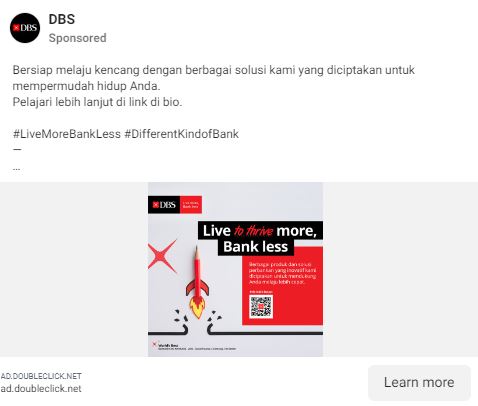 DBS
Sponsored
DBS
Bersiap melaju kencang dengan berbagai solusi kami yang diciptakan untuk
mempermudah hidup Anda.
Pelajari lebih lanjut di link di bio.
#LiveMoreBankLess #DifferentKindofBank
—
...
DBS
Live more,
Bank less
Live to thrive more,
Bank less
Berbagai produk dan solusi
perbankan yang inovatif kami
diciptakan untuk mendukung
Anda melaju lebih cepat.
World's Best
AD.DOUBLECLICK.NET
ad.doubleclick.net
Learn more